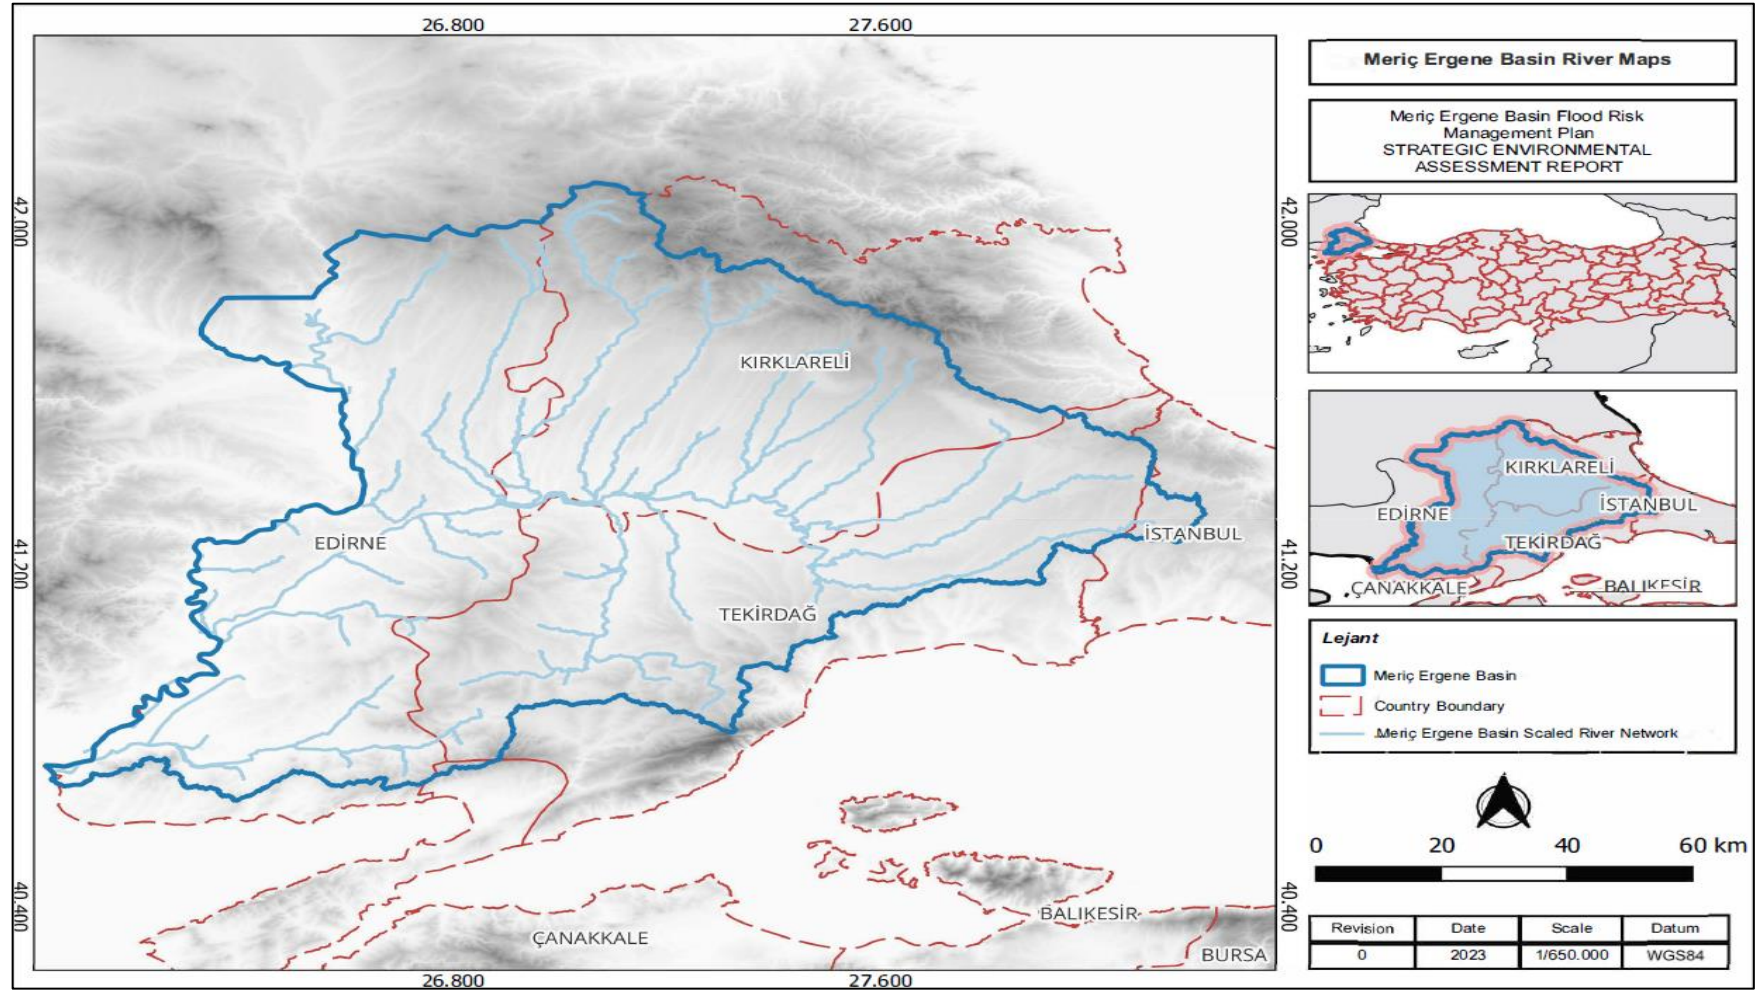 26.800
27.600
42.000
42.000
KIRKLARELİ
EDİRNE
İSTANBUL
41.200
41.200
TEKİRDAĞ
40.400
40.400
BALIKESİR
ÇANAKKALE
BURSA
26.800
27.600
Meriç Ergene Basin River Maps
Meriç Ergene Basin Flood Risk
Management Plan
STRATEGIC ENVIRONMENTAL
ASSESSMENT REPORT
KIRKLARELİ
İSTANBUL
EDİRNE
TEKİRDAĞ
ÇANAKKALE
BALIKESİR
Lejant
Meriç Ergene Basin
Country Boundary
Meriç Ergene Basin Scaled River Network
0 20 40 60 km
Revision Date Scale Datum
0 2023 1/650.000 WGS84